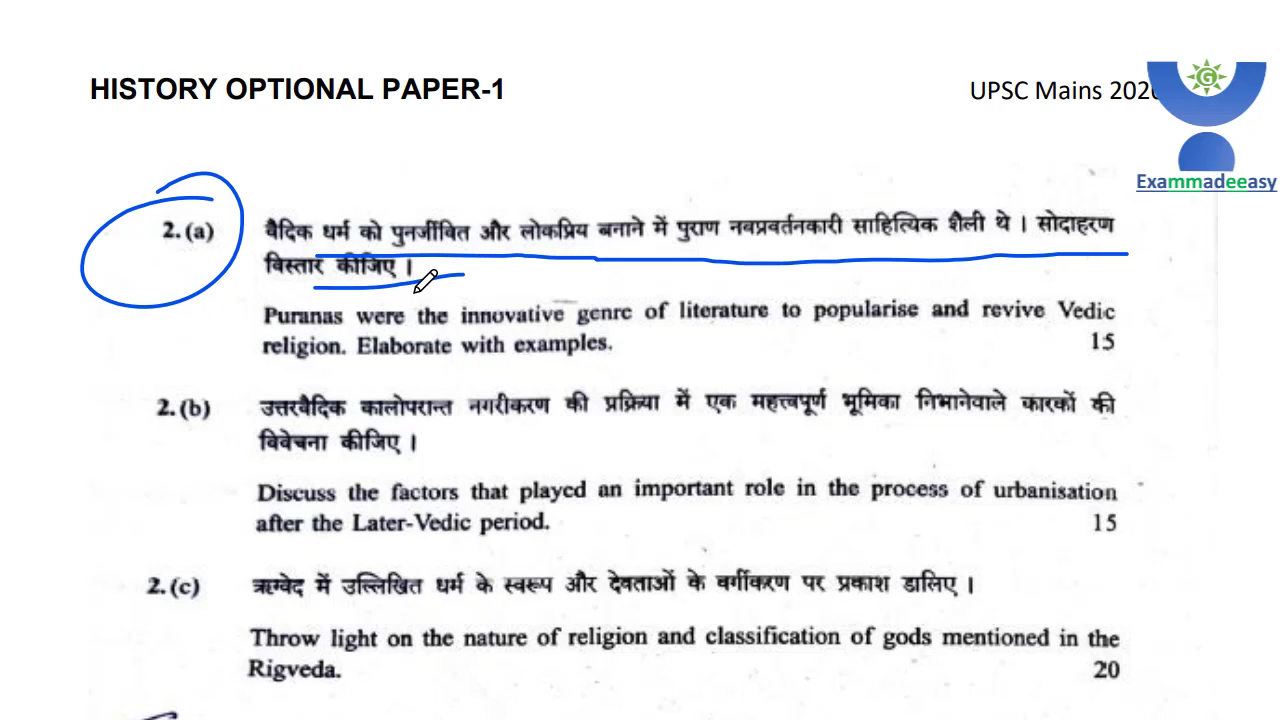 HISTORY OPTIONAL PAPER-1
UPSC Mains 202
G
Exammadeeasy
2.(a) वैदिक धर्म को पुनर्जीवित और लोकप्रिय बनाने में पुराण नवप्रवर्तनकारी साहित्यिक शैली थे । सोदाहरण
विस्तार कीजिए ।
Puranas were the innovative genre of literature to popularise and revive Vedic
religion. Elaborate with examples. 15
2.(b) उत्तरवैदिक कालोपरान्त नगरीकरण की प्रक्रिया में एक महत्त्वपूर्ण भूमिका निभानेवाले कारकों की
विवेचना कीजिए ।
Discuss the factors that played an important role in the process of urbanisation
after the Later-Vedic period. 15
2.(c) ऋग्वेद में उल्लिखित धर्म के स्वरूप और देवताओं के वर्गीकरण पर प्रकाश डालिए ।
Throw light on the nature of religion and classification of gods mentioned in the
Rigveda. 20